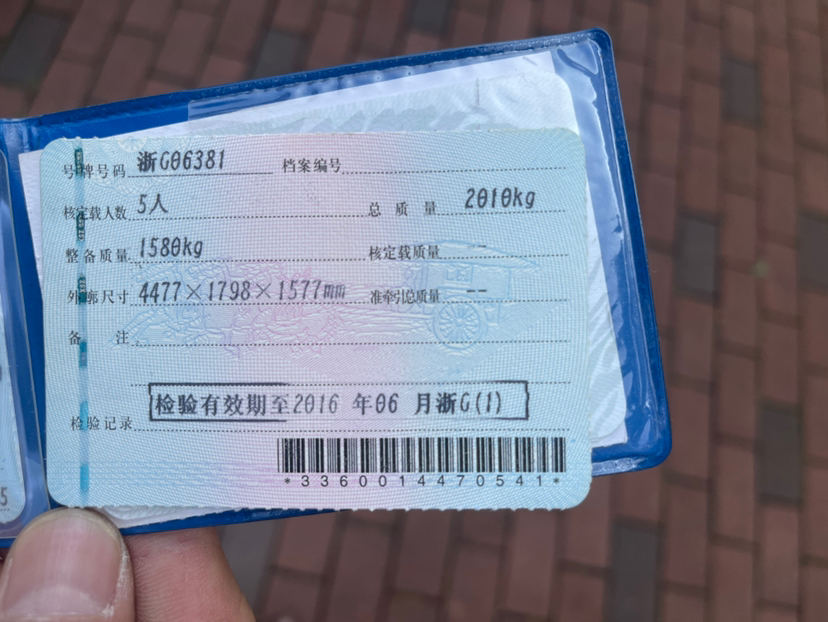 号牌号码 浙G06381 档案编号
核定载人数 5人 总质量 2010kg
整备质量 1580kg 核定载质量 --
外廓尺寸 4477×1798×1577mm 准牵引总质量 --
备注
检验记录 检验有效期至2016年06月浙G(1)
*3360014470541*
5